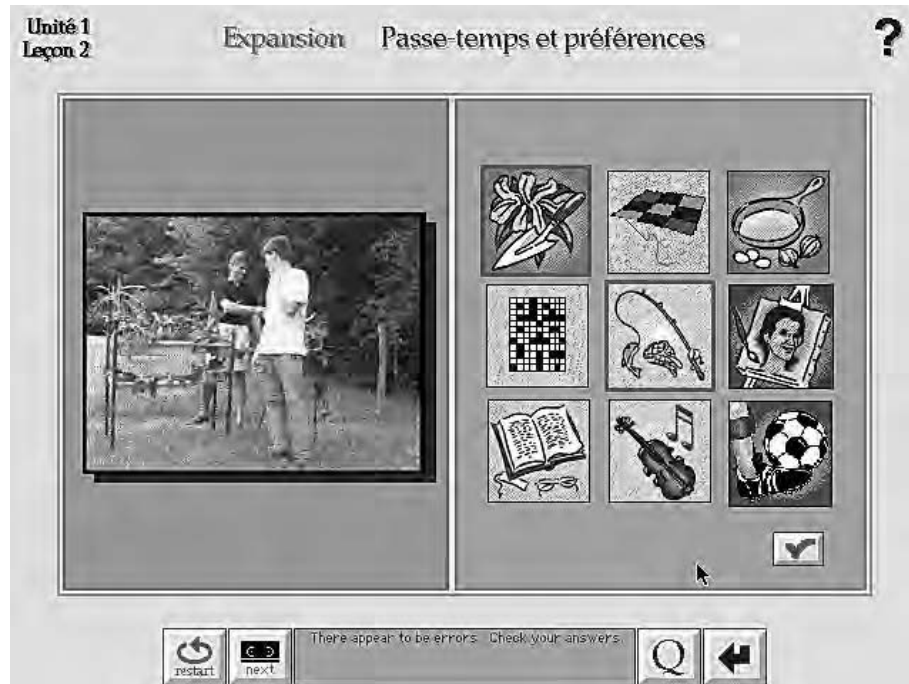 Unité 1
Leçon 2
Expansion Passe-temps et préférences
?
There appear to be errors. Check your answers.
restart
next
Q